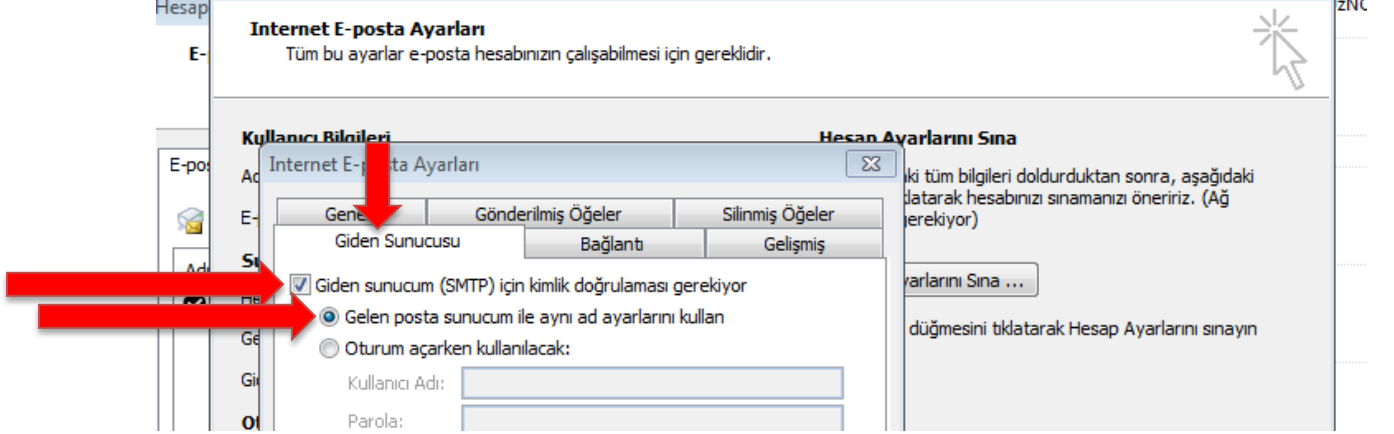 Hesap
Internet E-posta Ayarları
Tüm bu ayarlar e-posta hesabınızın çalışabilmesi için gereklidir.
Kullanıcı Bilgileri
Hesap Ayarlarını Sına
Internet E-posta Ayarları
tüm bilgileri doldurduktan sonra, aşağıdaki
hesabınızı sınamanızı öneririz. (Ağ
gerekiyor)
Genel
Gönderilmiş Öğeler
Silinmiş Öğeler
Giden Sunucusu
Bağlantı
Gelişmiş
Giden sunucum (SMTP) için kimlik doğrulaması gerekiyor
Gelen posta sunucum ile aynı ad ayarlarını kullan
Oturum açarken kullanılacak:
Kullanıcı Adı:
Parola:
Ayarlarını Sına ...
düğmesini tıklatarak Hesap Ayarlarını sınayın